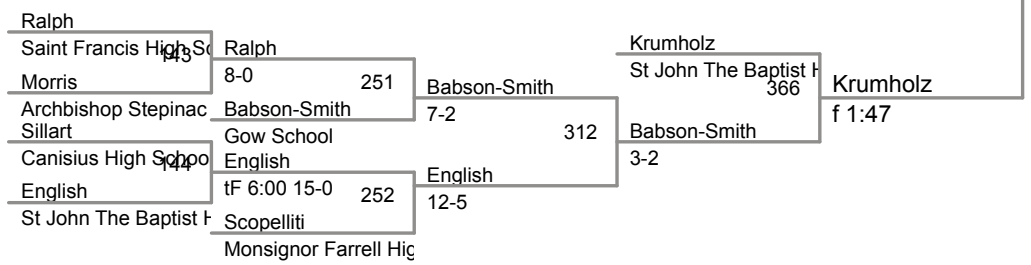 Ralph
Saint Francis High Sc
143
Morris
Archbishop Stepinac
Sillart
Canisius High Schoo
144
English
St John The Baptist H
Ralph
8-0
251
Babson-Smith
Gow School
English
tF 6:00 15-0
252
Scopelliti
Monsignor Farrell Hig
Babson-Smith
7-2
312
English
12-5
Krumholz
St John The Baptist H
366
Babson-Smith
3-2
Krumholz
f 1:47